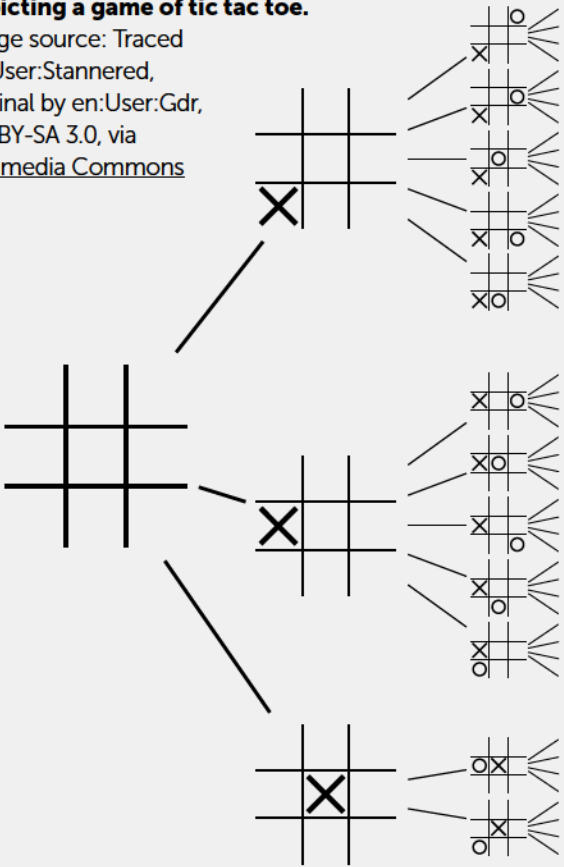 picting a game of tic tac toe.
ge source: Traced
User:Stannered,
inal by en:User:Gdr,
BY-SA 3.0, via
media Commons